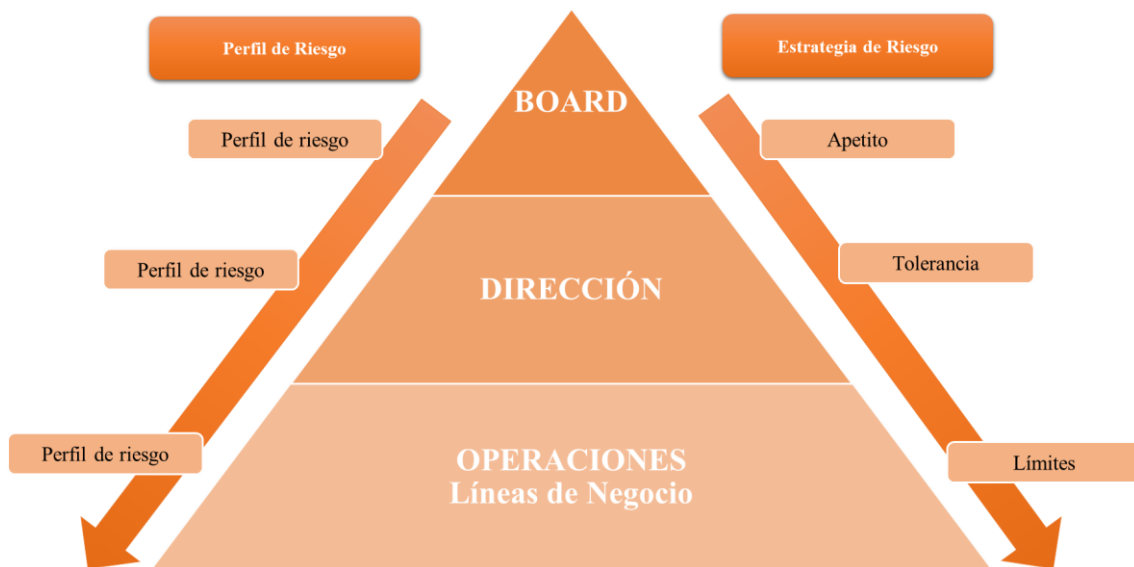 Perfil de Riesgo
Estrategia de Riesgo
BOARD
Perfil de riesgo
Apetito
Perfil de riesgo
DIRECCIÓN
Tolerancia
Perfil de riesgo
OPERACIONES
Líneas de Negocio
Límites